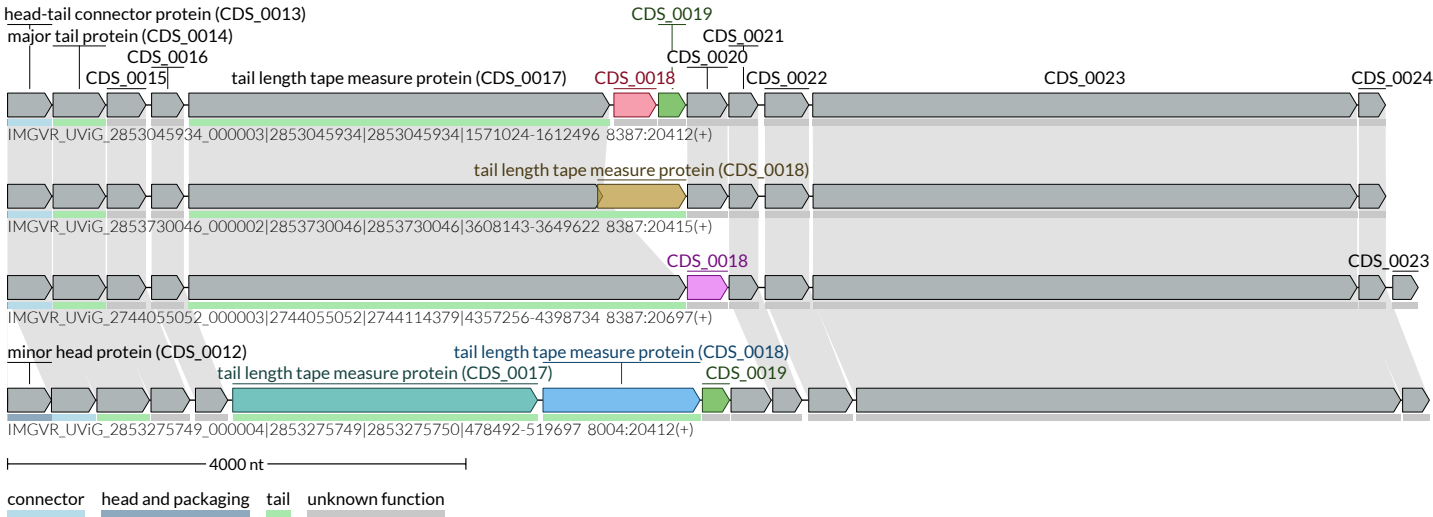 head-tail connector protein (CDS_0013)
CDS_0019
major tail protein (CDS_0014)
CDS_0021
CDS_0016
CDS_0020
CDS_0015
tail length tape measure protein (CDS_0017)
CDS_0018
CDS_0022
CDS_0023
CDS_0024
IMGVR_UViG_2853045934_000003|2853045934|2853045934|1571024-1612496 8387:20412(+)
tail length tape measure protein (CDS_0018)
IMGVR_UViG_2853730046_000002|2853730046|2853730046|3608143-3649622 8387:20415(+)
CDS_0018
CDS_0023
IMGVR_UViG_2744055052_000003|2744055052|2744114379|4357256-4398734 8387:20697(+)
minor head protein (CDS_0012)
tail length tape measure protein (CDS_0018)
tail length tape measure protein (CDS_0017)
CDS_0019
IMGVR_UViG_2853275749_000004|2853275749|2853275750|478492-519697 8004:20412(+)
4000 nt
connector
head and packaging
tail
unknown function